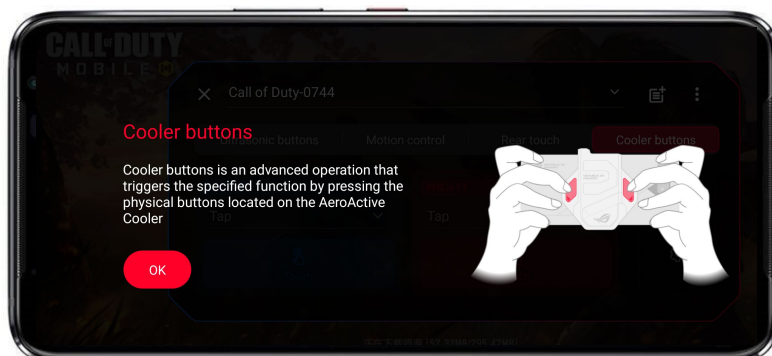 CALL OF DUTY
MOBILE
Call of Duty-0744
Cooler buttons
Ultrasonic buttons
Motion control
Rear touch
Cooler buttons
Cooler buttons is an advanced operation that
triggers the specified function by pressing the
physical buttons located on the AeroActive
Cooler
Tap
Tap
OK